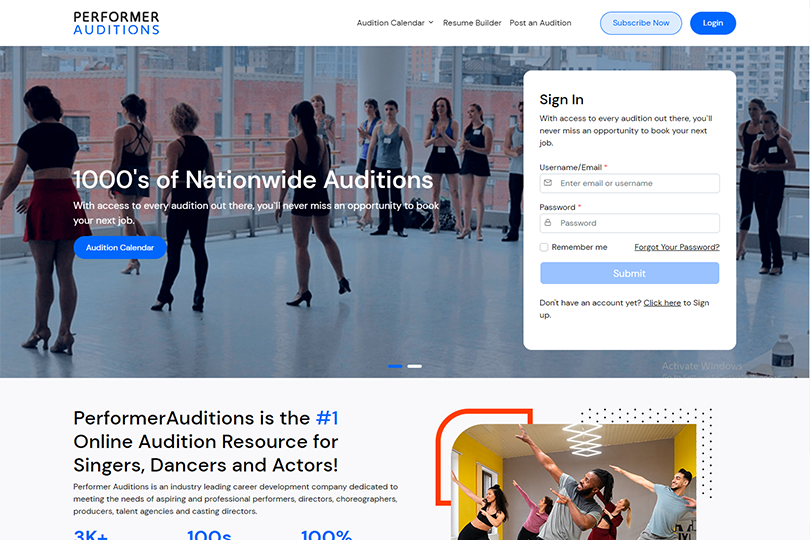 PERFORMER
AUDITIONS
Audition Calendar Resume Builder Post an Audition Subscribe Now Login
1000's of Nationwide Auditions
With access to every audition out there, you'll never miss an opportunity to book
your next job.
Audition Calendar
Sign In
With access to every audition out there, you'll
never miss an opportunity to book your next
job.
Username/Email *
Enter email or username
Password *
Password
Remember me Forgot Your Password?
Submit
Don't have an account yet? Click here to Sign
up.
Activate Windows
PerformerAuditions is the #1
Online Audition Resource for
Singers, Dancers and Actors!
Performer Auditions is an industry leading career development company dedicated to
meeting the needs of aspiring and professional performers, directors, choreographers,
producers, talent agencies and casting directors.
3K+ 100s 100%